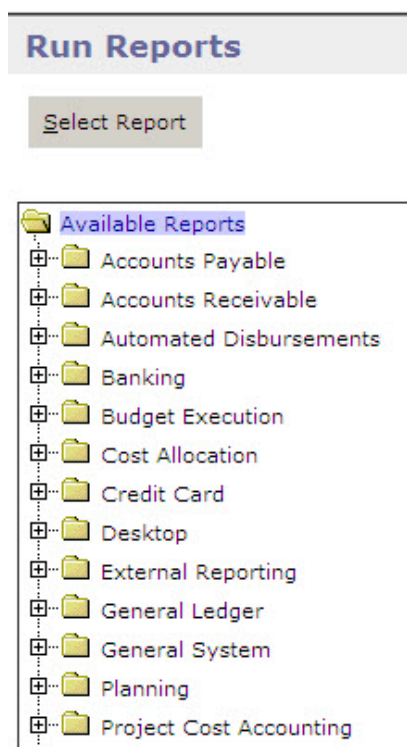 Run Reports
Select Report
Available Reports
Accounts Payable
Accounts Receivable
Automated Disbursements
Banking
Budget Execution
Cost Allocation
Credit Card
Desktop
External Reporting
General Ledger
General System
Planning
Project Cost Accounting